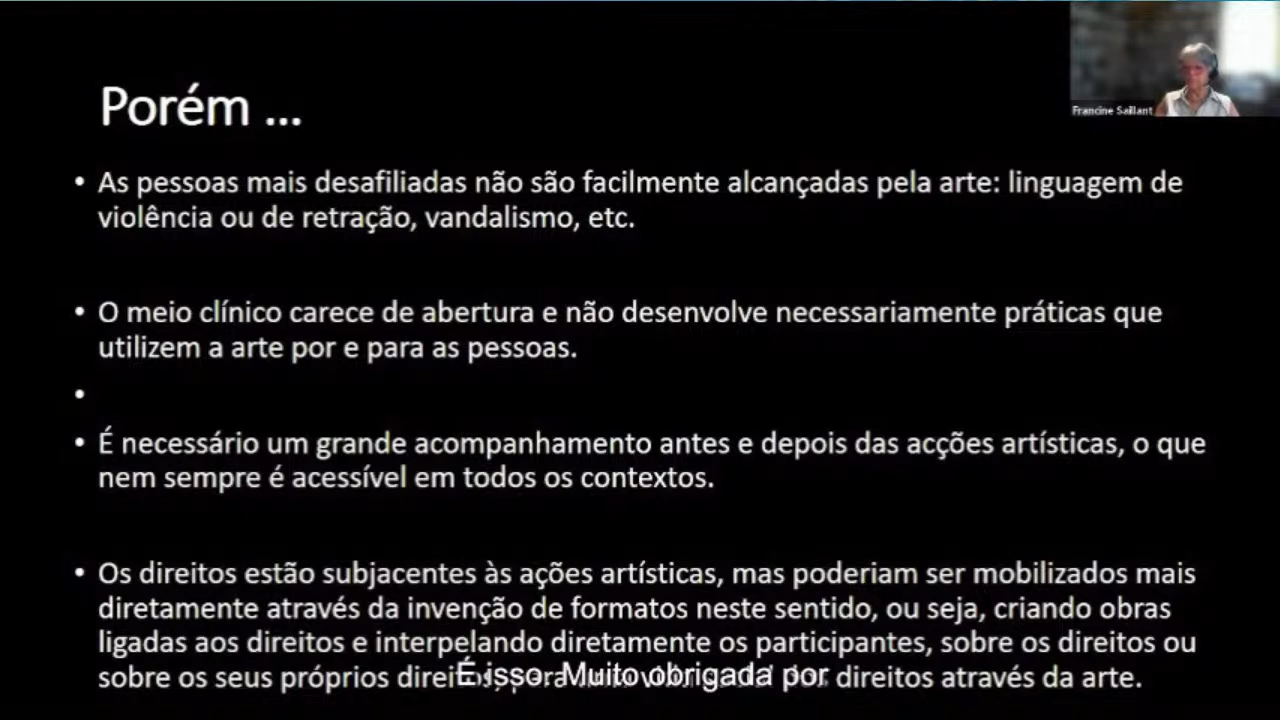 Francine Saillant
Porém ...
• As pessoas mais desafiliadas não são facilmente alcançadas pela arte: linguagem de
violência ou de retração, vandalismo, etc.
• O meio clínico carece de abertura e não desenvolve necessariamente práticas que
utilizem a arte por e para as pessoas.
•
• É necessário um grande acompanhamento antes e depois das acções artísticas, o que
nem sempre é acessível em todos os contextos.
• Os direitos estão subjacentes às ações artísticas, mas poderiam ser mobilizados mais
diretamente através da invenção de formatos neste sentido, ou seja, criando obras
ligadas aos direitos e interpelando diretamente os participantes, sobre os direitos ou
sobre os seus próprios direitos, direitos através da arte.
É isso. Muito obrigada por